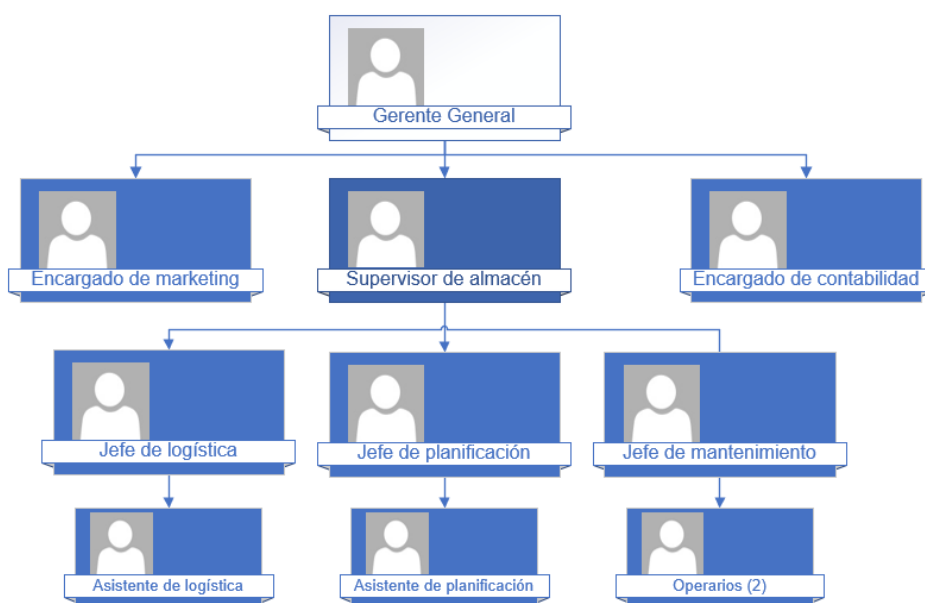 Gerente General
Encargado de marketing
Supervisor de almacén
Encargado de contabilidad
Jefe de logística
Jefe de planificación
Jefe de mantenimiento
Asistente de logística
Asistente de planificación
Operarios (2)